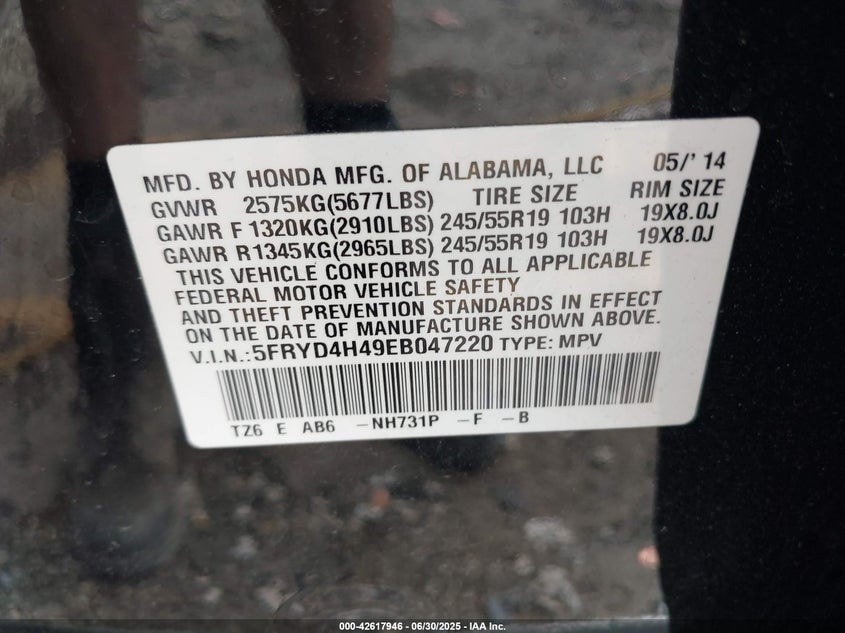 MFD. BY HONDA MFG. OF ALABAMA, LLC 05/' 14
GVWR 2575KG(5677LBS) TIRE SIZE RIM SIZE
GAWR F 1320KG(2910LBS) 245/55R19 103H 19X8.0J
GAWR R1345KG(2965LBS) 245/55R19 103H 19X8.0J
THIS VEHICLE CONFORMS TO ALL APPLICABLE
FEDERAL MOTOR VEHICLE SAFETY
AND THEFT PREVENTION STANDARDS IN EFFECT
ON THE DATE OF MANUFACTURE SHOWN ABOVE.
V.I.N.:5FRYD4H49EB047220 TYPE: MPV
TZ6 E AB6 -NH731P -F -B
000-42617946 - 06/30/2025 - IAA Inc.